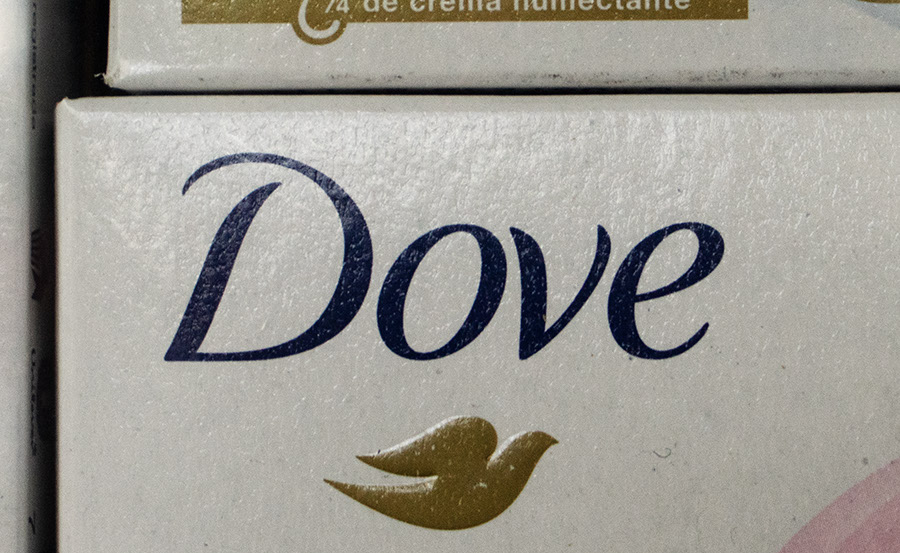 ¼ de crema humectante
Dove